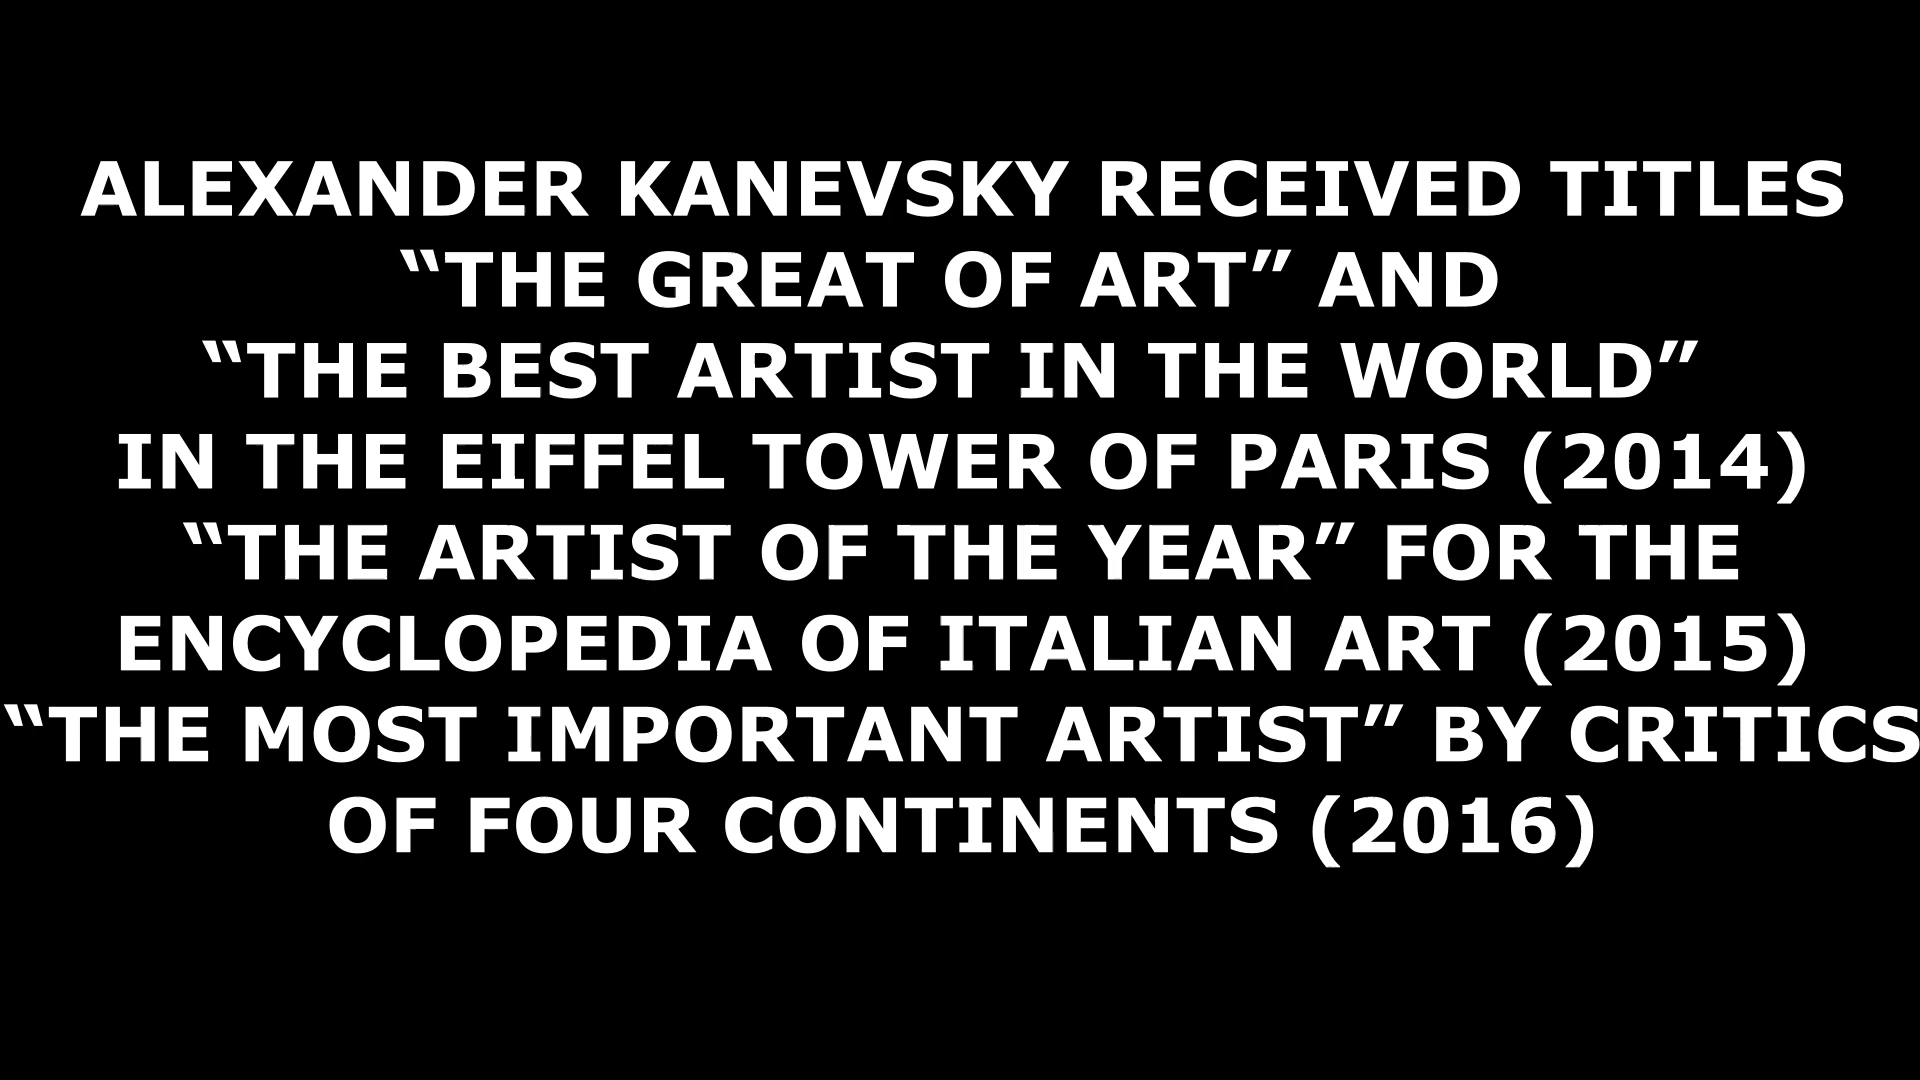 ALEXANDER KANEVSKY RECEIVED TITLES
“THE GREAT OF ART” AND
“THE BEST ARTIST IN THE WORLD”
IN THE EIFFEL TOWER OF PARIS (2014)
“THE ARTIST OF THE YEAR” FOR THE
ENCYCLOPEDIA OF ITALIAN ART (2015)
“THE MOST IMPORTANT ARTIST” BY CRITICS
OF FOUR CONTINENTS (2016)